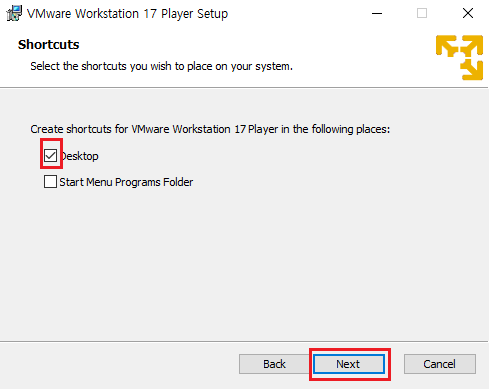 VMware Workstation 17 Player Setup
Shortcuts
Select the shortcuts you wish to place on your system.
Create shortcuts for VMware Workstation 17 Player in the following places:
Desktop
Start Menu Programs Folder
Back Next Cancel